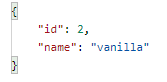 {
    "id": 2,
    "name": "vanilla"
}